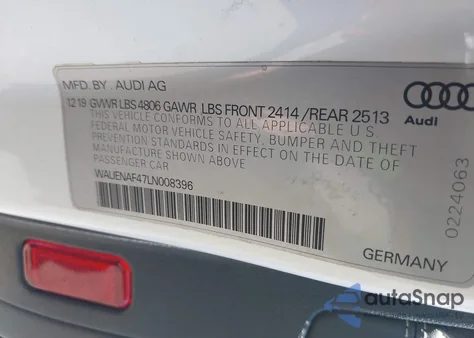 MFD. BY AUDI AG
12 19 GVWR LBS 4806 GAWR LBS FRONT 2414 / REAR 2513
THIS VEHICLE CONFORMS TO ALL APPLICABLE U S
FEDERAL MOTOR VEHICLE SAFETY, BUMPER AND THEFT
PREVENTION STANDARDS IN EFFECT ON THE DATE OF
MANUFACTURE SHOWN ABOVE
PASSENGER CAR
WAUENAF47LN008396
Audi
0224063
GERMANY
autoSnap